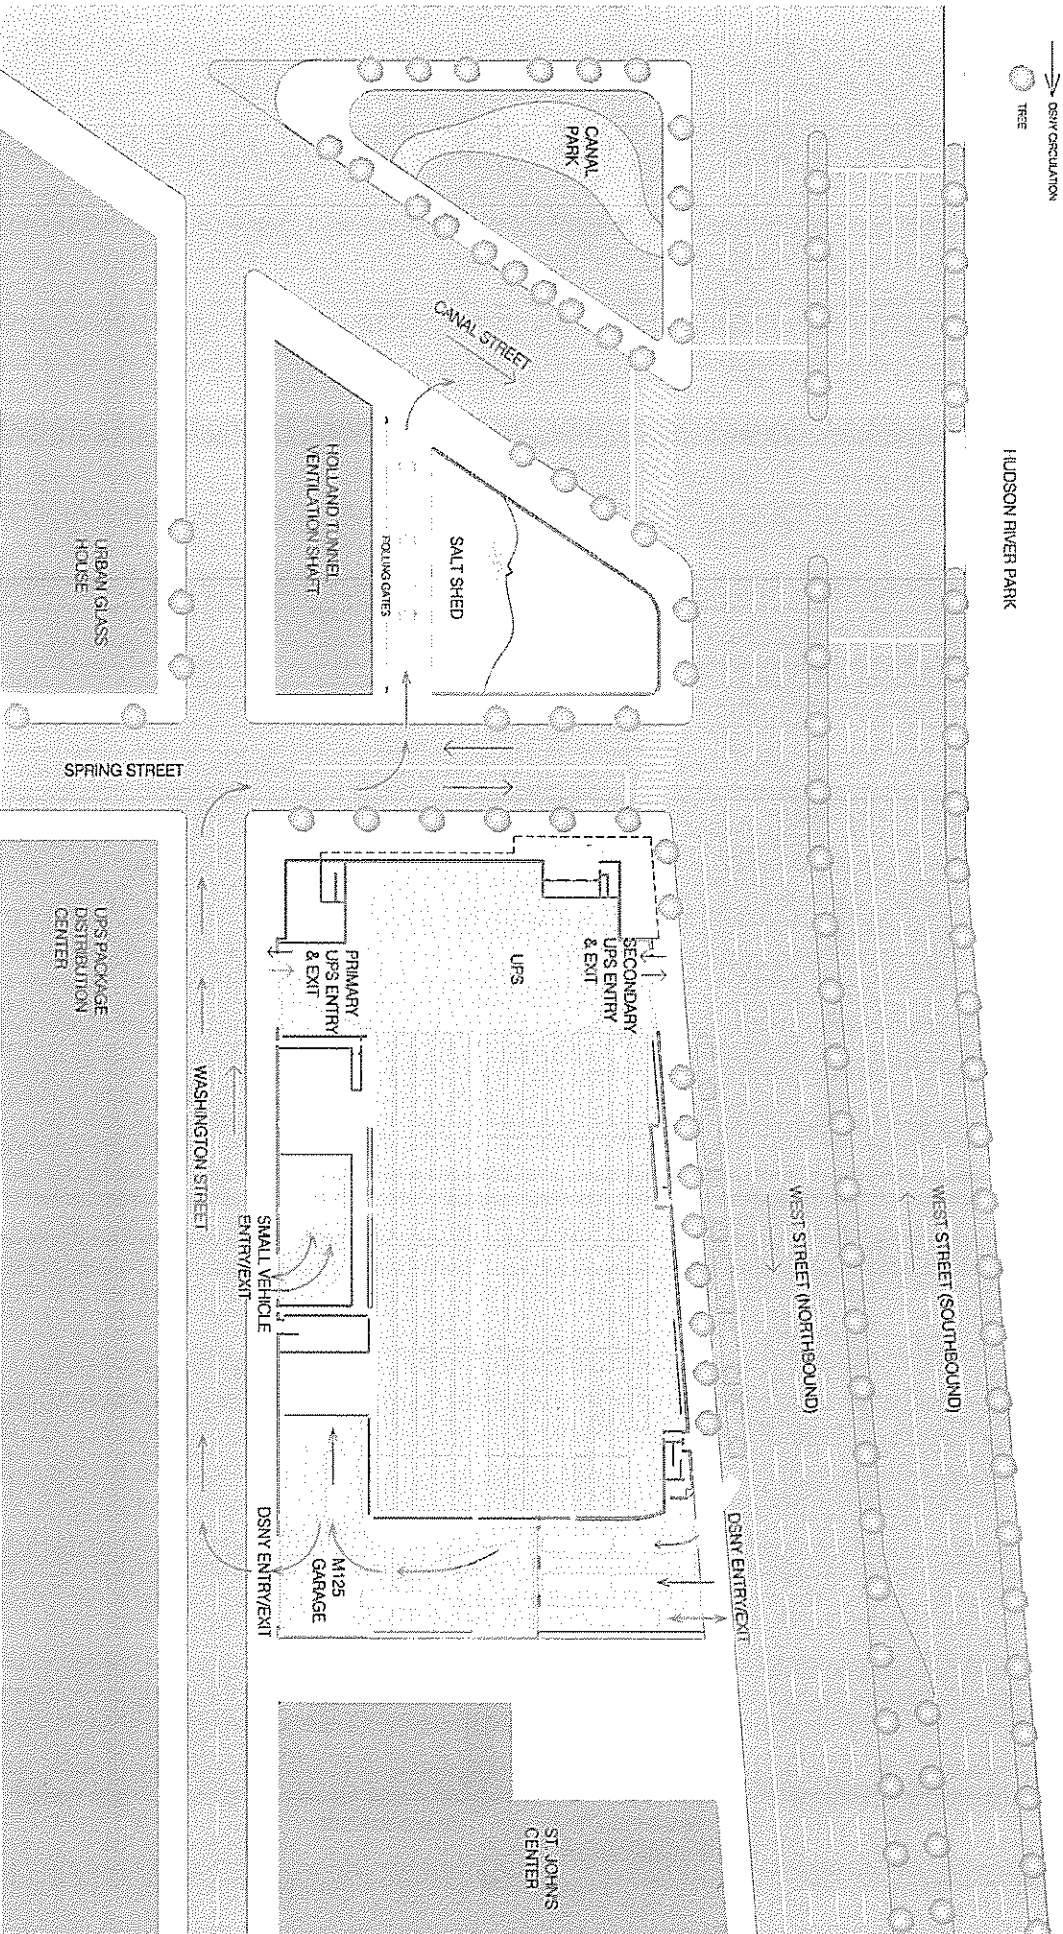 DSNY CIRCULATION
TREE
HUDSON RIVER PARK
CANAL
PARK
CANAL STREET
HOLLAND TUNNEL
VENTILATION SHAFT
ROLLING GATES
SALT SHED
URBAN GLASS
HOUSE
SPRING STREET
WEST STREET (SOUTHBOUND)
WEST STREET (NORTHBOUND)
SECONDARY
UPS ENTRY
& EXIT
UPS
PRIMARY
UPS ENTRY
& EXIT
UPS PACKAGE
DISTRIBUTION
CENTER
WASHINGTON STREET
SMALL VEHICLE
ENTRY/EXIT
DSNY ENTRY/EXIT
M125
GARAGE
DSNY ENTRY/EXIT
ST. JOHNS
CENTER